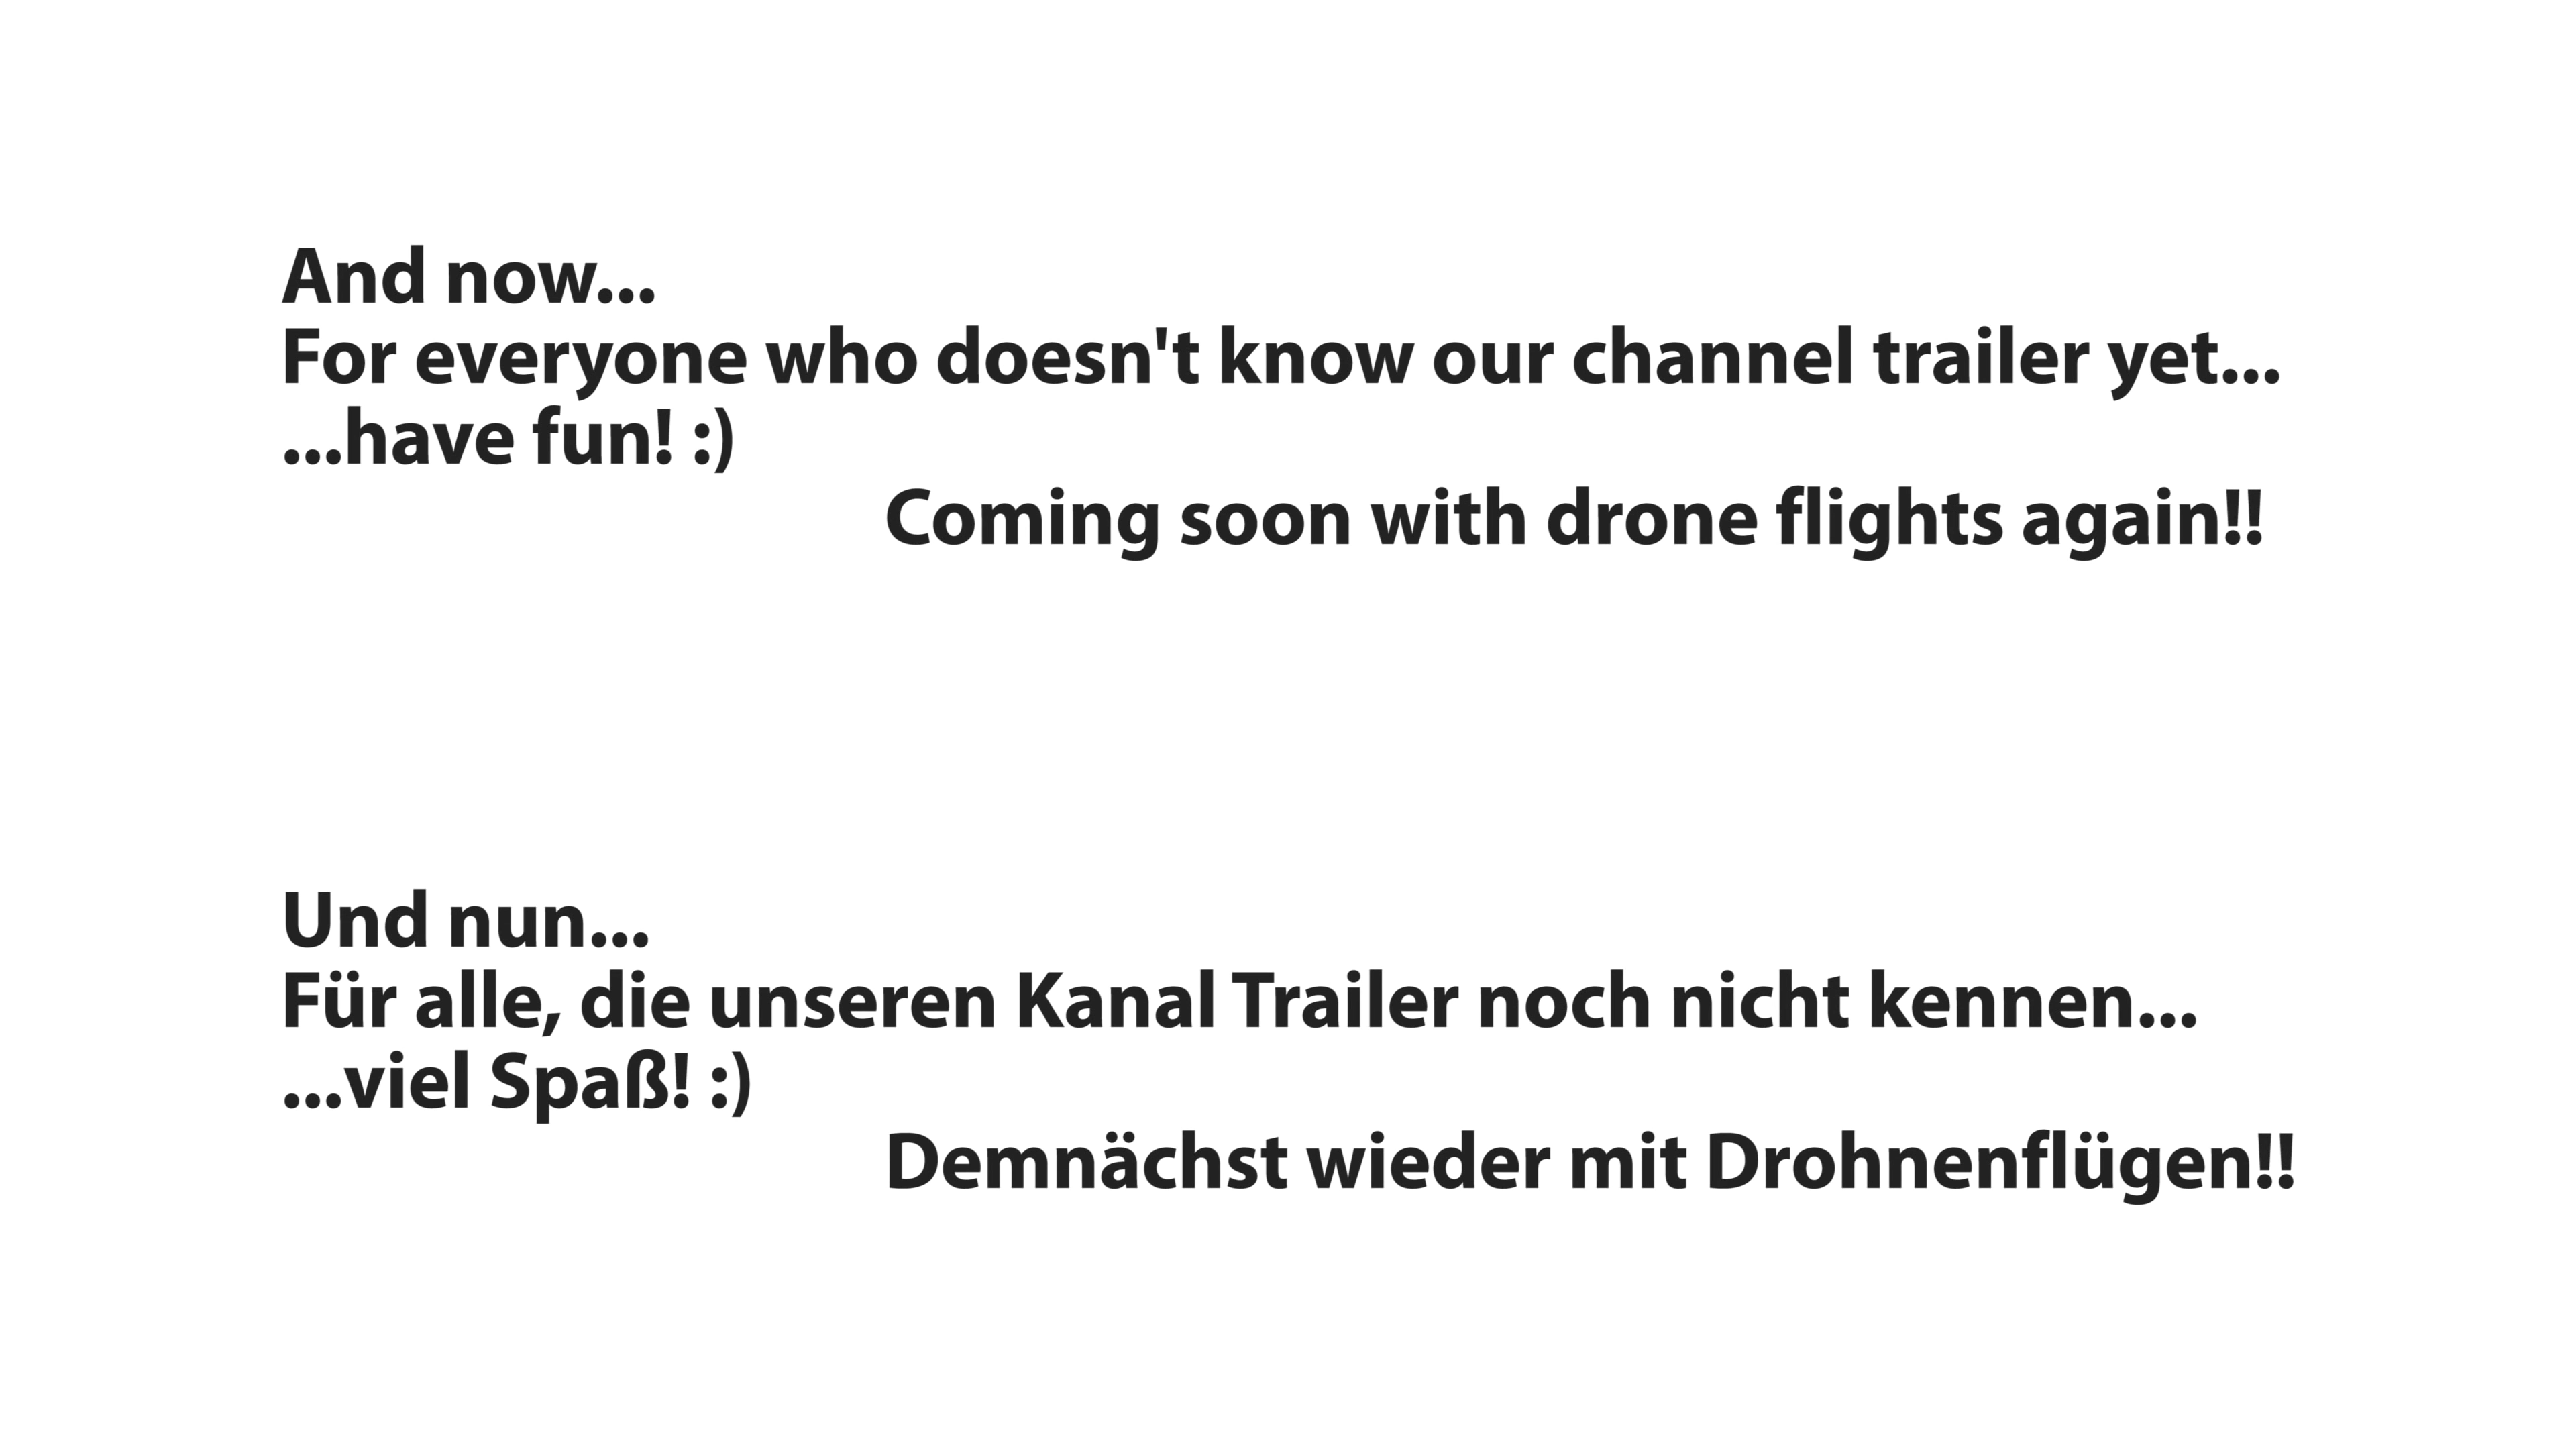 And now...
For everyone who doesn't know our channel trailer yet...
...have fun! :)
Coming soon with drone flights again!!
Und nun...
Für alle, die unseren Kanal Trailer noch nicht kennen...
...viel Spaß! :)
Demnächst wieder mit Drohnenflügen!!